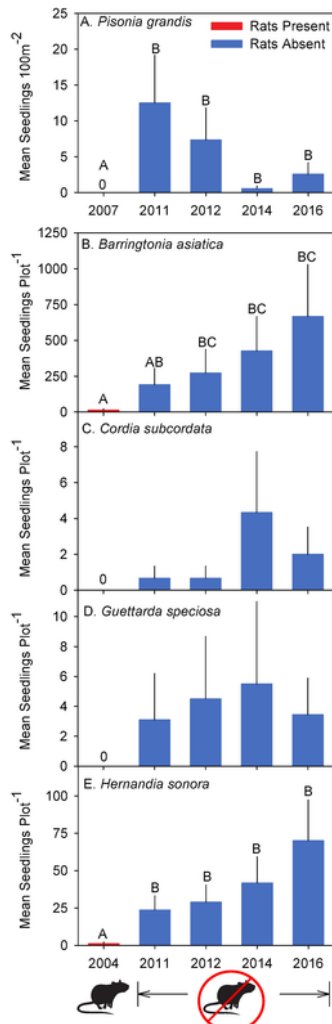 A. Pisonia grandis
Rats Present
Rats Absent
Mean Seedlings 100m⁻²
25
20
15
10
5
0
A
0
B
B
B
B
2007 2011 2012 2014 2016
B. Barringtonia asiatica
Mean Seedlings Plot⁻¹
1250
1000
750
500
250
0
A
AB
BC
BC
BC
C. Cordia subcordata
Mean Seedlings Plot⁻¹
8
6
4
2
0
0
D. Guettarda speciosa
Mean Seedlings Plot⁻¹
10
8
6
4
2
0
0
E. Hernandia sonora
Mean Seedlings Plot⁻¹
100
75
50
25
0
A
B
B
B
B
2004 2011 2012 2014 2016